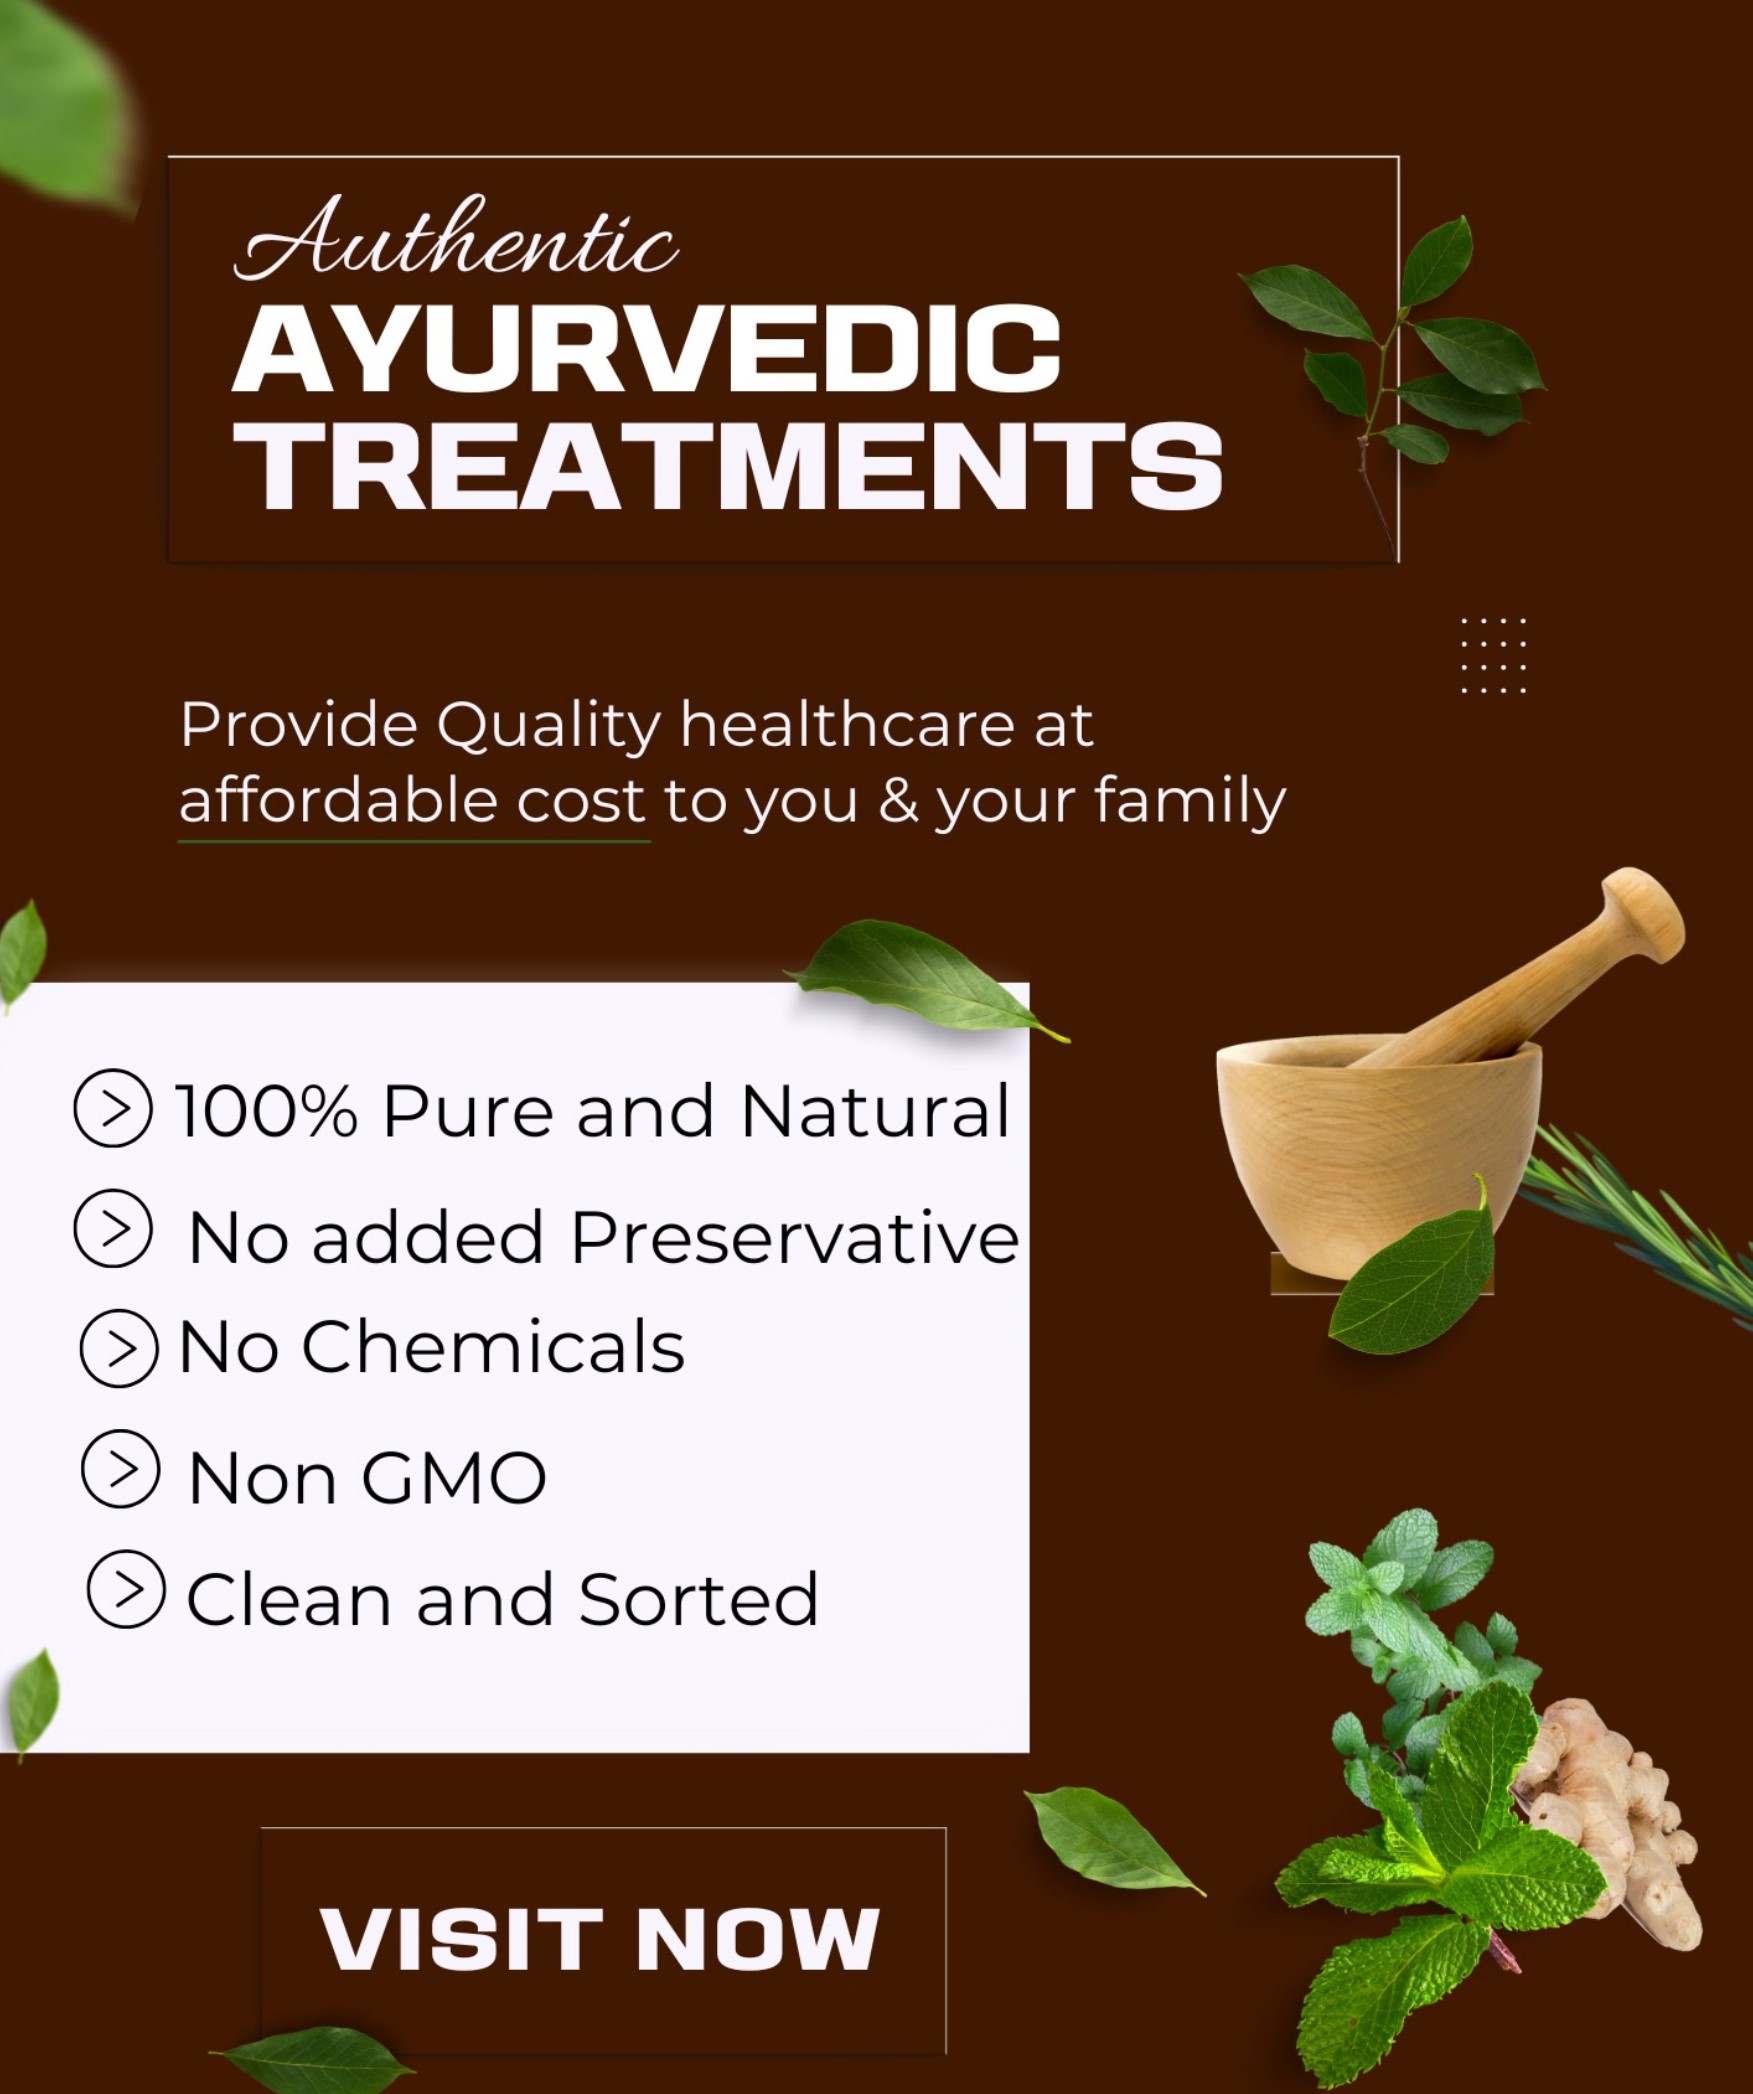 Authentic
AYURVEDIC
TREATMENTS
Provide Quality healthcare at
affordable cost to you & your family
100% Pure and Natural
No added Preservative
No Chemicals
Non GMO
Clean and Sorted
VISIT NOW